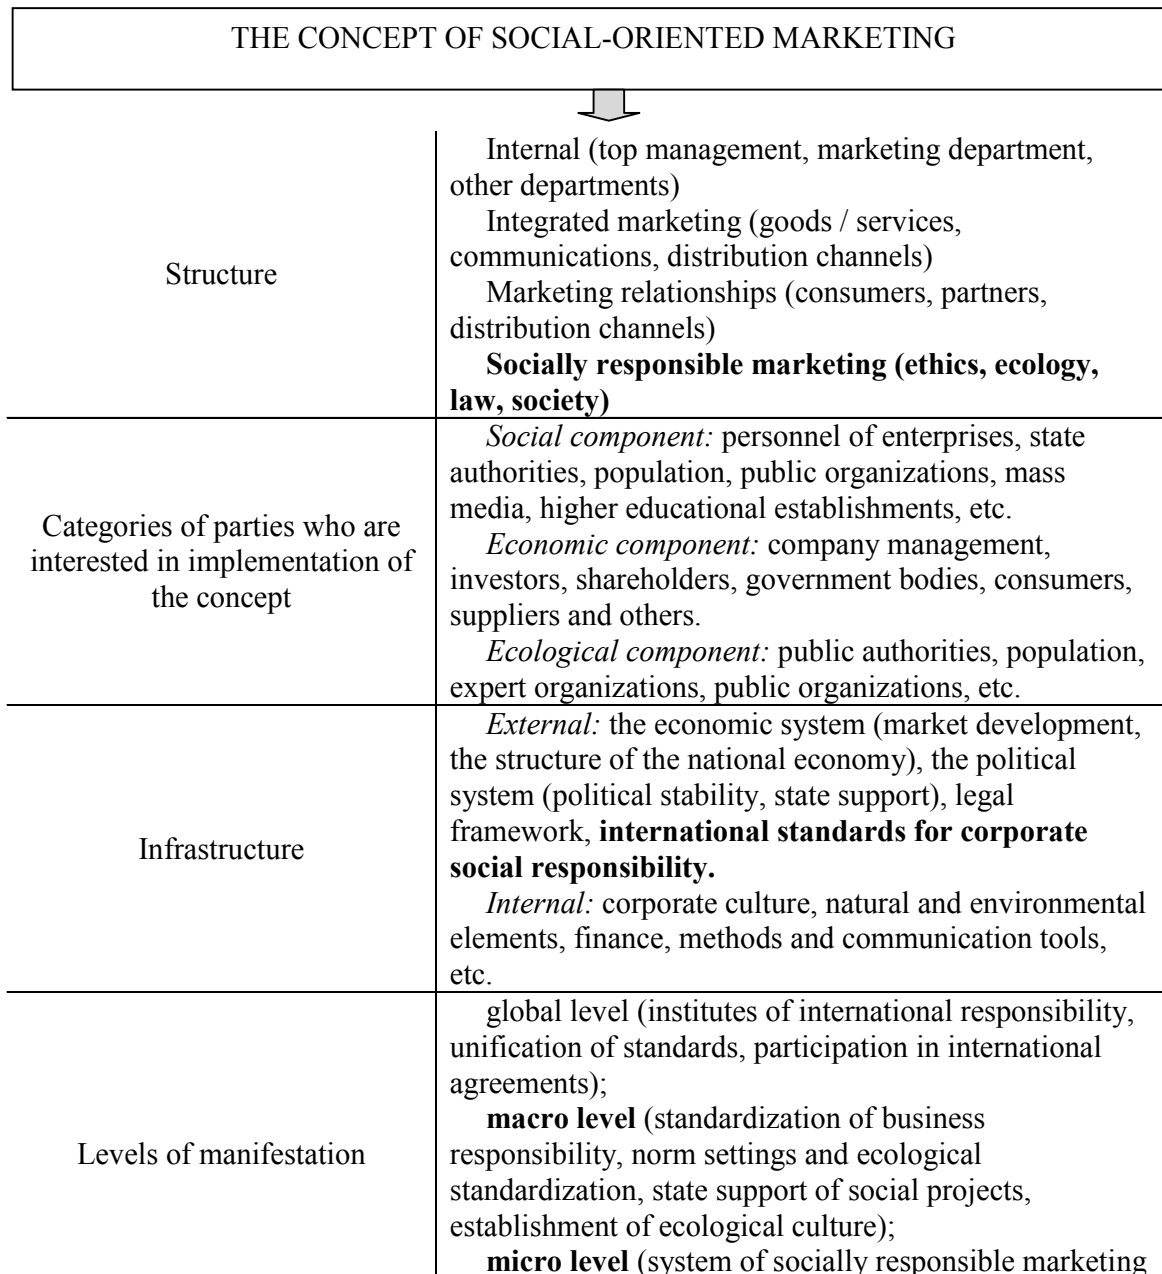 THE CONCEPT OF SOCIAL-ORIENTED MARKETING
Structure
Internal (top management, marketing department,
other departments)
Integrated marketing (goods / services,
communications, distribution channels)
Marketing relationships (consumers, partners,
distribution channels)
Socially responsible marketing (ethics, ecology,
law, society)
Categories of parties who are
interested in implementation of
the concept
Social component: personnel of enterprises, state
authorities, population, public organizations, mass
media, higher educational establishments, etc.
Economic component: company management,
investors, shareholders, government bodies, consumers,
suppliers and others.
Ecological component: public authorities, population,
expert organizations, public organizations, etc.
Infrastructure
External: the economic system (market development,
the structure of the national economy), the political
system (political stability, state support), legal
framework, international standards for corporate
social responsibility.
Internal: corporate culture, natural and environmental
elements, finance, methods and communication tools,
etc.
Levels of manifestation
global level (institutes of international responsibility,
unification of standards, participation in international
agreements);
macro level (standardization of business
responsibility, norm settings and ecological
standardization, state support of social projects,
establishment of ecological culture);
micro level (system of socially responsible marketing